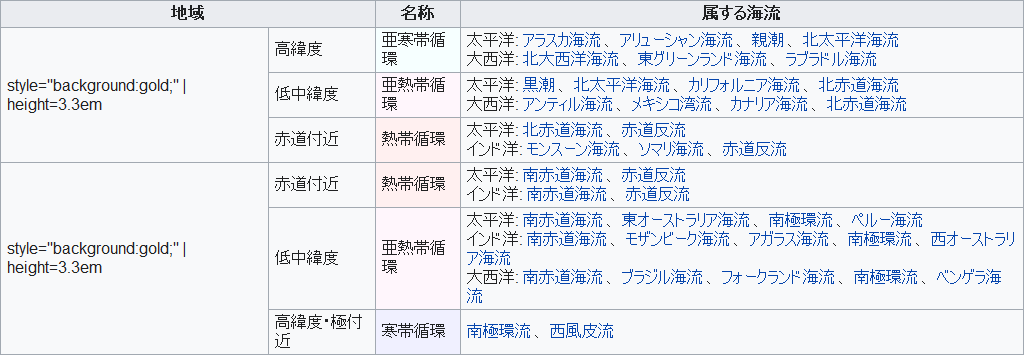 地域 名称 属する海流
style="background:gold;" |
height=3.3em
高緯度
亜寒帯循
環
太平洋: アラスカ海流 、 アリューシャン海流 、 親潮 、 北太平洋海流
大西洋: 北大西洋海流 、 東グリーンランド海流 、 ラブラドル海流
低中緯度
亜熱帯循
環
太平洋: 黒潮 、 北太平洋海流 、 カリフォルニア海流 、 北赤道海流
大西洋: アンティル海流 、 メキシコ湾流 、 カナリア海流 、 北赤道海流
赤道付近
熱帯循環
太平洋: 北赤道海流 、 赤道反流
インド洋: モンスーン海流 、 ソマリ海流 、 赤道反流
style="background:gold;" |
height=3.3em
赤道付近
熱帯循環
太平洋: 南赤道海流 、 赤道反流
インド洋: 南赤道海流 、 赤道反流
低中緯度
亜熱帯循
環
太平洋: 南赤道海流 、 東オーストラリア海流 、 南極環流 、 ペルー海流
インド洋: 南赤道海流 、 モザンビーク海流 、 アガラス海流 、 南極環流 、 西オーストラリ
ア海流
大西洋: 南赤道海流 、 ブラジル海流 、 フォークランド海流 、 南極環流 、 ベンゲラ海
流
高緯度・極付
近
寒帯循環
南極環流 、 西風皮流